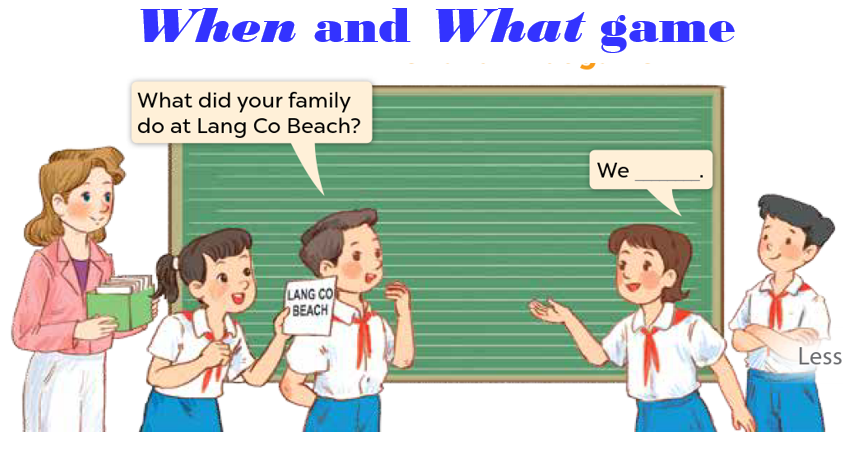 When and What game
What did your family
do at Lang Co Beach?
We ______.
LANG CO
BEACH
Less